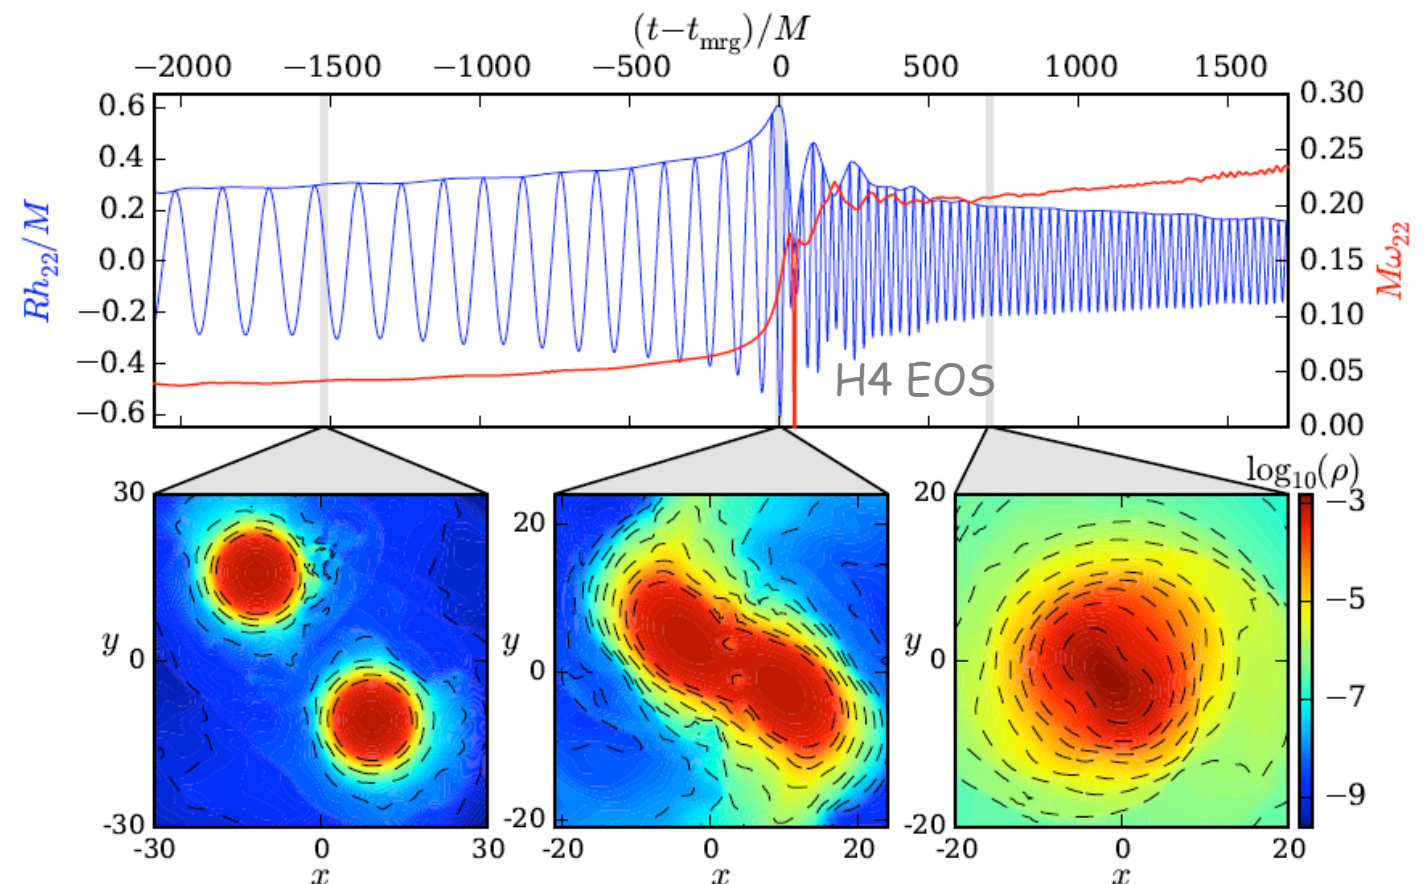 (t−t_mrg)/M
−2000 −1500 −1000 −500 0 500 1000 1500
0.6 0.30
0.4 0.25
0.2 0.20
0.0 0.15
−0.2 0.10
−0.4 0.05
−0.6 0.00
Rh₂₂/M
Mω₂₂
H4 EOS
log₁₀(ρ)
30
y 0
-30
-30 0 30
x
20
y 0
-20
-20 0 20
x
20
y 0
-20
-20 0 20
x
−3
−5
−7
−9